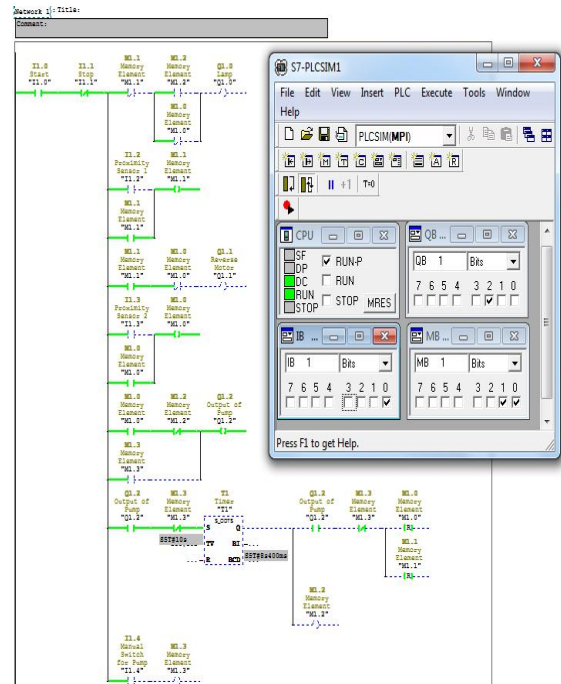 Network 1: Title:
Comment:
I1.0 I1.1 M1.1 M1.2 Q1.0
Start Stop Memory Memory Lamp
"I1.0" "I1.1" Element Element "Q1.0"
"M1.1" "M1.2"
M1.0
Memory
Element
"M1.0"
I1.2 M1.1
Proximity Memory
Sensor 1 Element
"I1.2" "M1.1"
M1.1
Memory
Element
"M1.1"
M1.1 M1.0 Q1.1
Memory Memory Reverse
Element Element Motor
"M1.1" "M1.0" "Q1.1"
I1.3 M1.0
Proximity Memory
Sensor 2 Element
"I1.3" "M1.0"
M1.0
Memory
Element
"M1.0"
M1.0 M1.2 Q1.2
Memory Memory Output of
Element Element Pump
"M1.0" "M1.2" "Q1.2"
M1.3
Memory
Element
"M1.3"
Q1.2 M1.3 T1 Q1.2 M1.3 M1.0
Output of Memory Timer Output of Memory Memory
Pump Element "T1" Pump Element Element
"Q1.2" "M1.3" "Q1.2" "M1.3" "M1.0"
S Q (R)
S5T#10s TV BI
R BCD S5T#8s400ms
M1.1
Memory
Element
"M1.1"
(R)
M1.2
Memory
Element
"M1.2"
I1.4 M1.3
Manual Memory
Switch Element
for Pump "M1.3"
"I1.4"
S7-PLCSIM1
File Edit View Insert PLC Execute Tools Window
Help
PLCSIM(MPI)
+1 T=0
CPU
SF
DP
DC
RUN
STOP
RUN-P
RUN
STOP MRES
QB ...
QB 1 Bits
7 6 5 4 3 2 1 0
IB ...
IB 1 Bits
7 6 5 4 3 2 1 0
MB ...
MB 1 Bits
7 6 5 4 3 2 1 0
Press F1 to get Help.